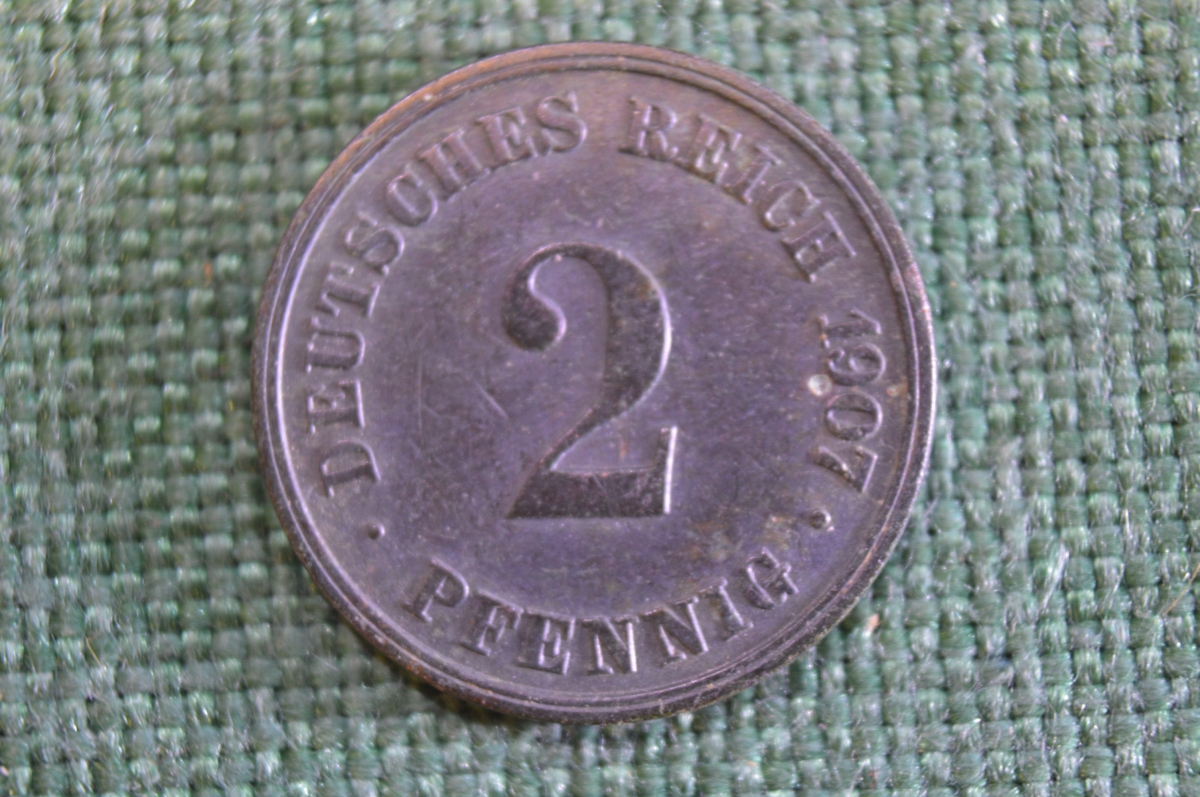 DEUTSCHES REICH 1907
2
· PFENNIG ·